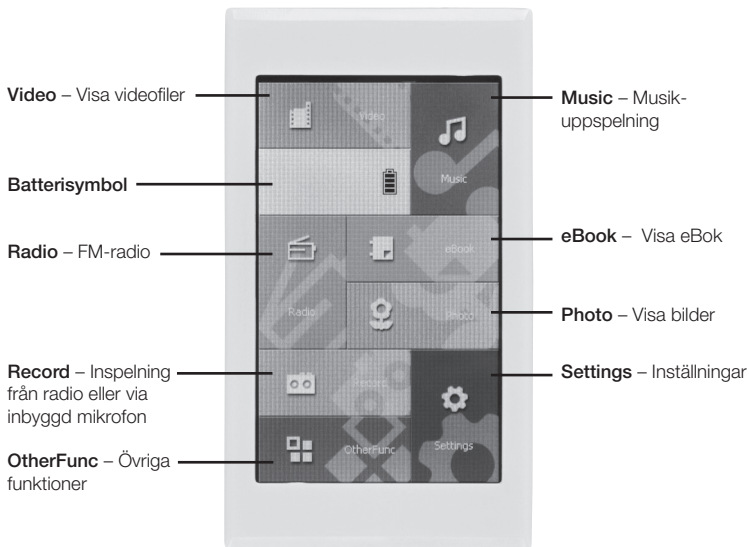 Video – Visa videofiler
Batterisymbol
Radio – FM-radio
Record – Inspelning
från radio eller via
inbyggd mikrofon
OtherFunc – Övriga
funktioner
Video
Music
eBook
Radio
Photo
Record
OtherFunc
Settings
Music – Musik-
uppspelning
eBook – Visa eBok
Photo – Visa bilder
Settings – Inställningar